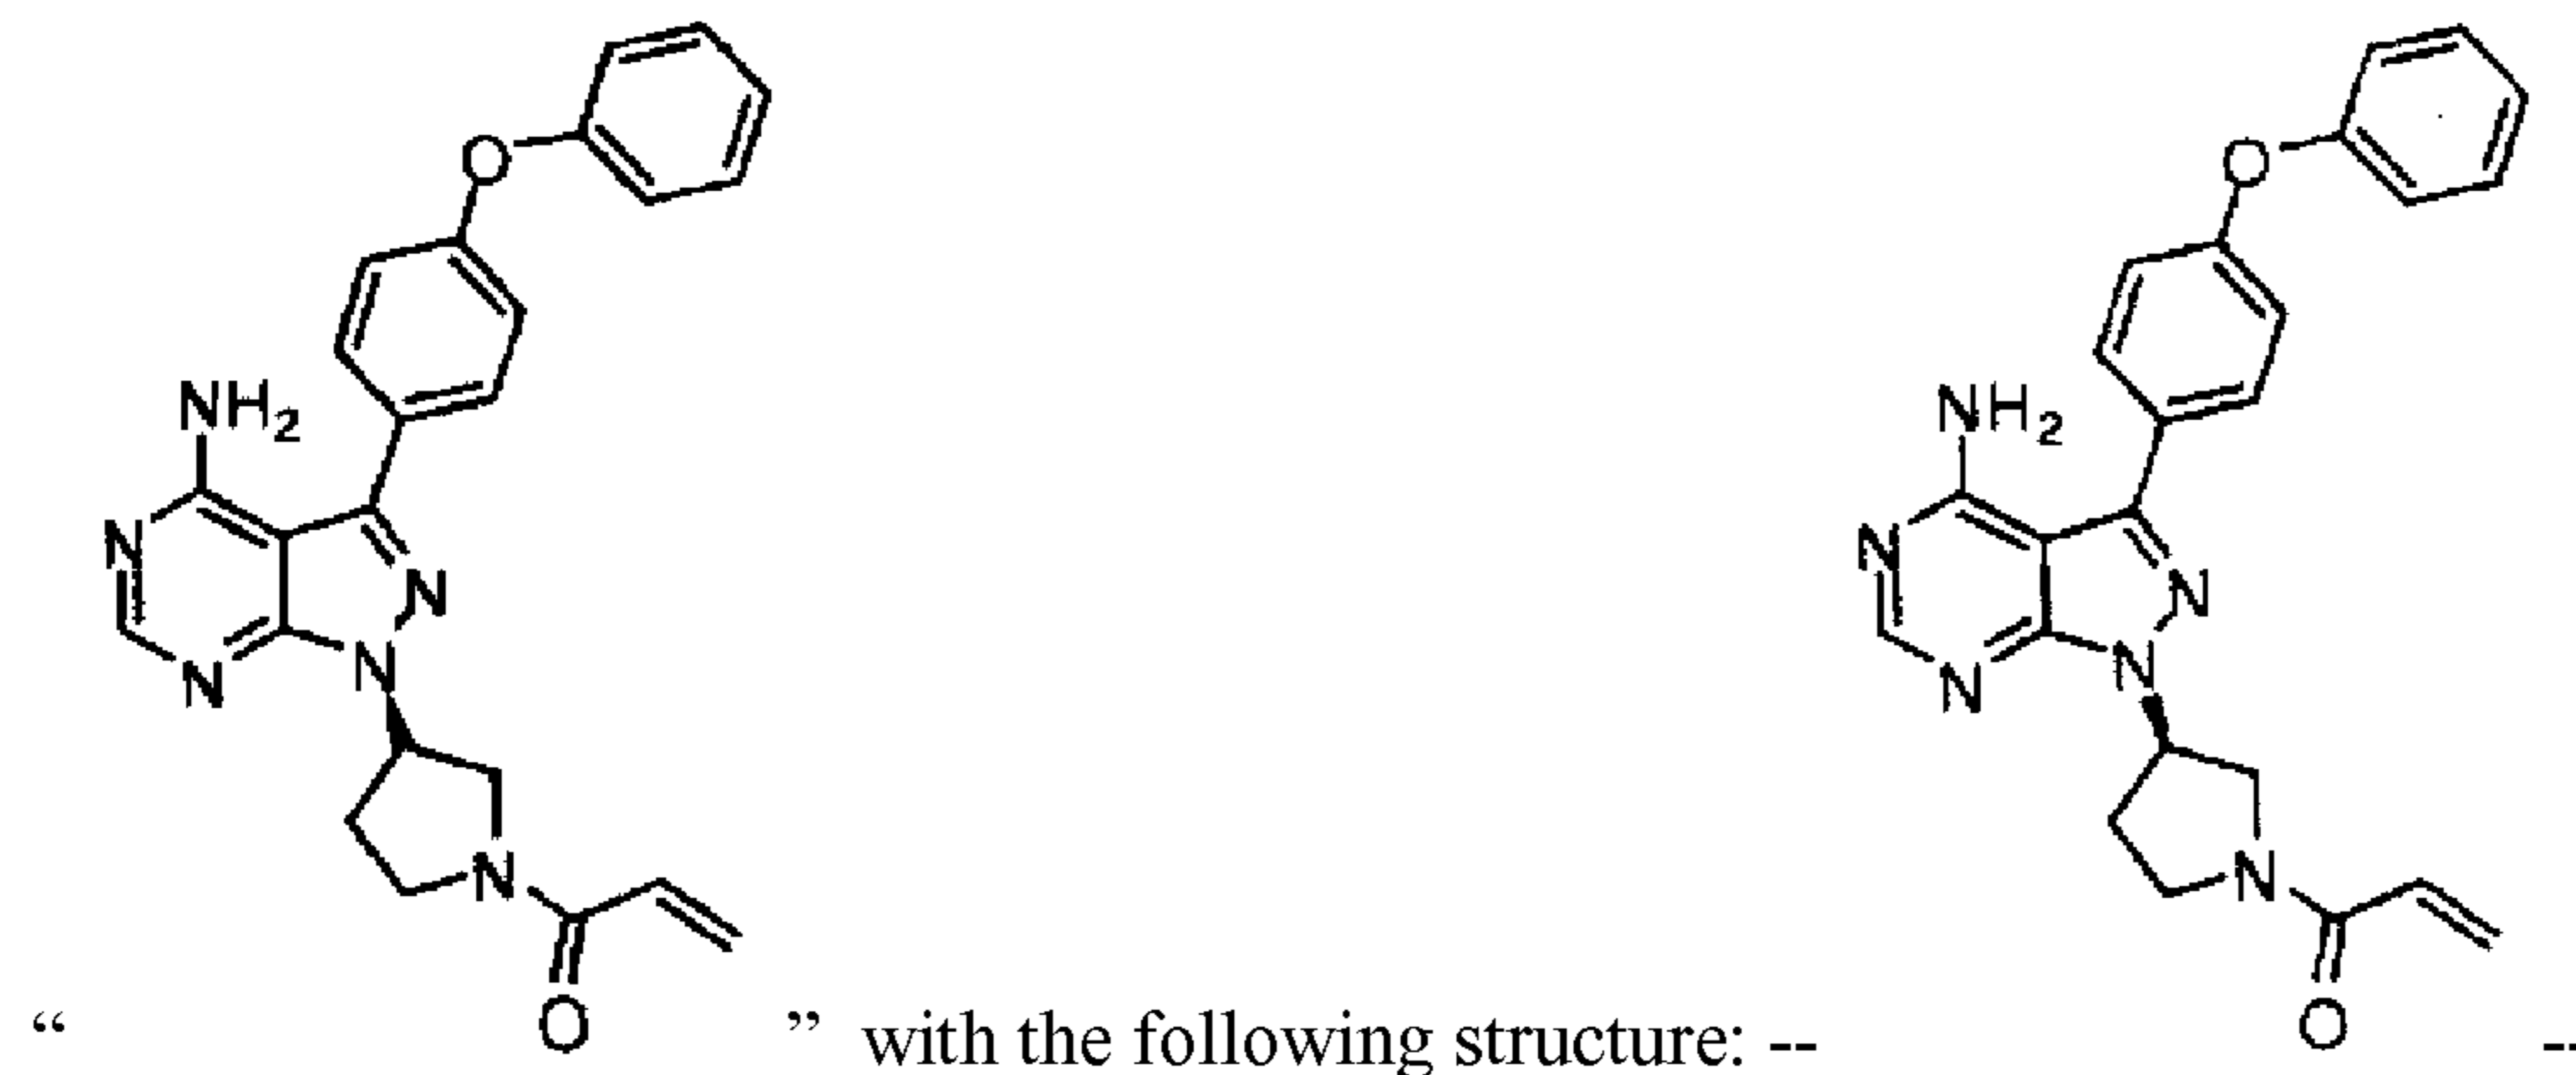 O
O
NH2
NH2
N
N
N
N
N
N
N
N
N
N
O
O
“ ” with the following structure: -- --